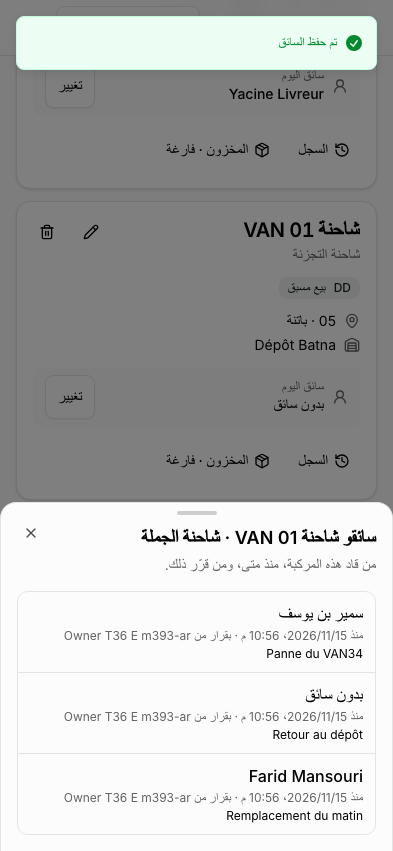 تم حفظ السائق
سائق اليوم
Yacine Livreur
تغيير
السجل
المخزون · فارغة
شاحنة VAN 01
شاحنة التجزئة
DD بيع مسبق
05 · باتنة
Dépôt Batna
سائق اليوم
بدون سائق
تغيير
السجل
المخزون · فارغة
سائقو شاحنة VAN 01 · شاحنة الجملة
من قاد هذه المركبة، منذ متى، ومن قرّر ذلك.
سمير بن يوسف
منذ 2026/11/15، 10:56 م · بقرار من Owner T36 E m393-ar
Panne du VAN34
بدون سائق
منذ 2026/11/15، 10:56 م · بقرار من Owner T36 E m393-ar
Retour au dépôt
Farid Mansouri
منذ 2026/11/15، 10:56 م · بقرار من Owner T36 E m393-ar
Remplacement du matin